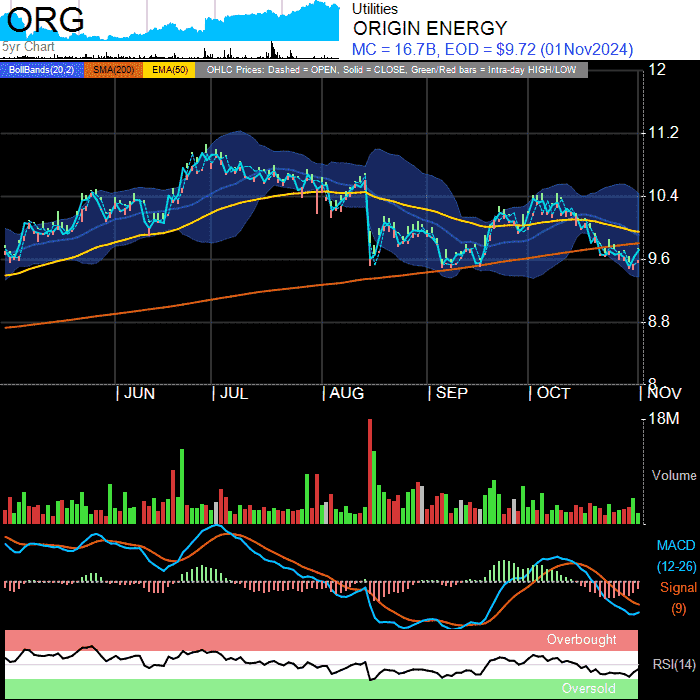 ORG
5yr Chart
Utilities
ORIGIN ENERGY
MC = 16.7B, EOD = $9.72 (01Nov2024)
BollBands(20,2) SMA(200) EMA(50) OHLC Prices: Dashed = OPEN, Solid = CLOSE, Green/Red bars = Intra-day HIGH/LOW
12
11.2
10.4
9.6
8.8
8
| JUN | JUL | AUG | SEP | OCT | NOV
18M
Volume
MACD
(12-26)
Signal
(9)
Overbought
RSI(14)
Oversold